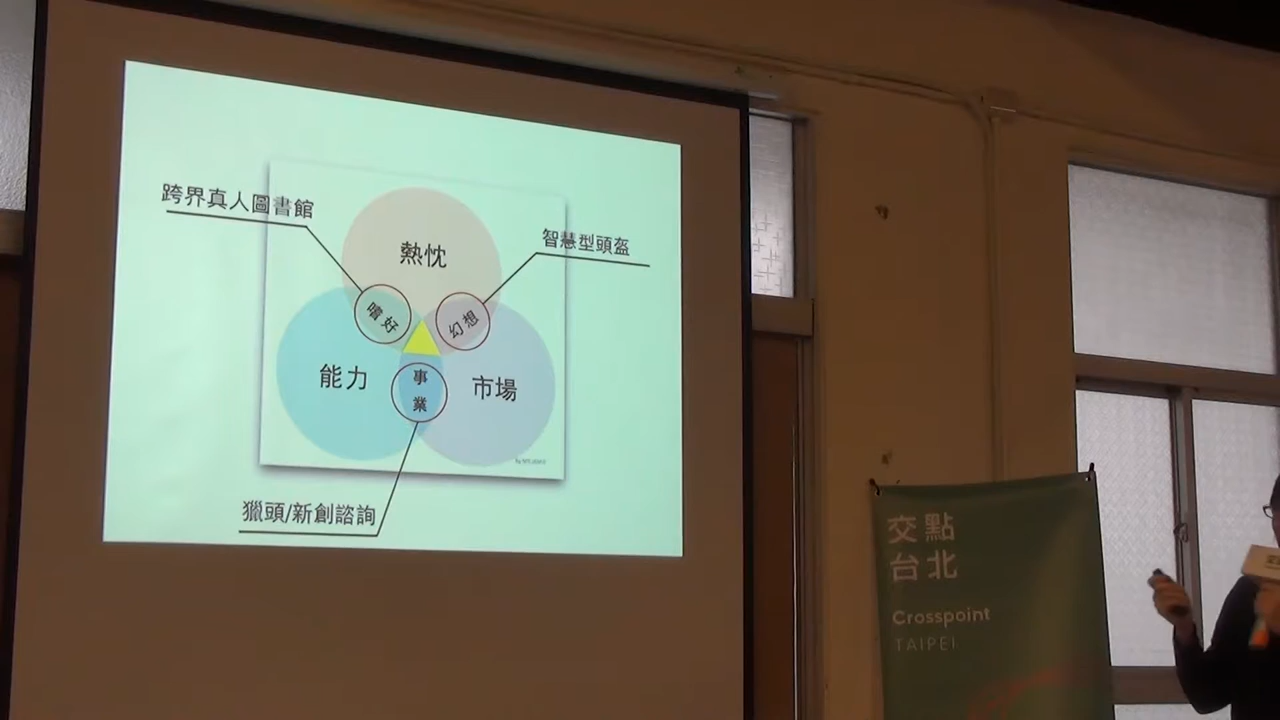 跨界真人圖書館
智慧型頭盔
熱忱
嗜好
幻想
能力
事業
市場
獵頭/新創諮詢
交點
台北
Crosspoint
TAIPEI